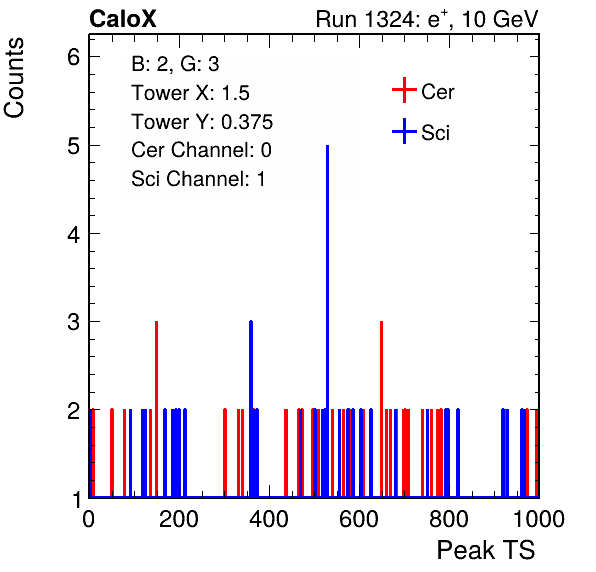 CaloX Run 1324: e⁺, 10 GeV
Counts
B: 2, G: 3
Tower X: 1.5
Tower Y: 0.375
Cer Channel: 0
Sci Channel: 1
Cer
Sci
6
5
4
3
2
1
0 200 400 600 800 1000
Peak TS